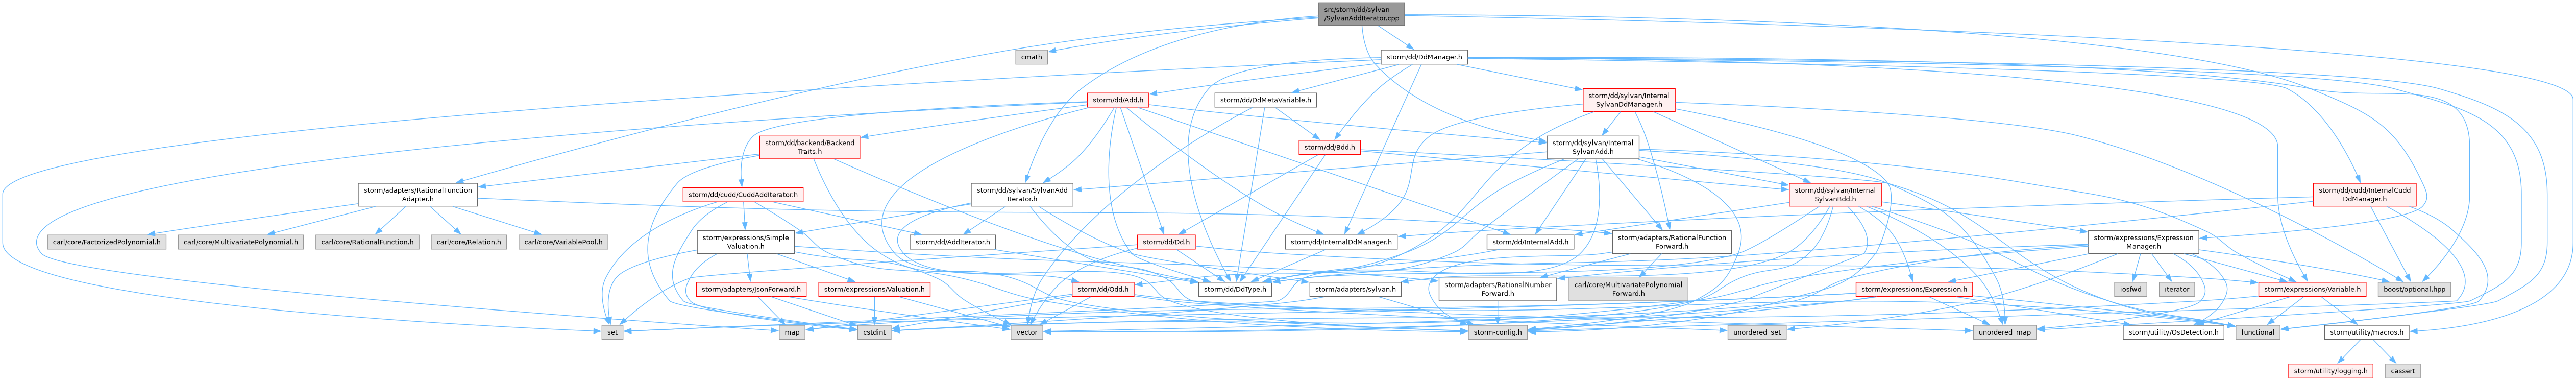 src/storm/dd/sylvan
/SylvanAddIterator.cpp
cmath
storm/dd/DdManager.h
storm/dd/Add.h
storm/dd/DdMetaVariable.h
storm/dd/sylvan/Internal
SylvanDdManager.h
storm/dd/backend/Backend
Traits.h
storm/dd/Bdd.h
storm/dd/sylvan/Internal
SylvanAdd.h
storm/adapters/RationalFunction
Adapter.h
storm/dd/cudd/CuddAddIterator.h
storm/dd/sylvan/SylvanAdd
Iterator.h
storm/dd/sylvan/Internal
SylvanBdd.h
storm/dd/cudd/InternalCudd
DdManager.h
carl/core/FactorizedPolynomial.h
carl/core/MultivariatePolynomial.h
carl/core/RationalFunction.h
carl/core/Relation.h
carl/core/VariablePool.h
storm/expressions/Simple
Valuation.h
storm/dd/AddIterator.h
storm/dd/Dd.h
storm/dd/InternalDdManager.h
storm/dd/InternalAdd.h
storm/adapters/RationalFunction
Forward.h
storm/expressions/Expression
Manager.h
storm/adapters/JsonForward.h
storm/expressions/Valuation.h
storm/dd/Odd.h
storm/dd/DdType.h
storm/adapters/sylvan.h
storm/adapters/RationalNumber
Forward.h
carl/core/MultivariatePolynomial
Forward.h
storm/expressions/Expression.h
iosfwd
iterator
storm/expressions/Variable.h
boost/optional.hpp
set
map
cstdint
vector
storm-config.h
unordered_set
unordered_map
storm/utility/OsDetection.h
functional
storm/utility/macros.h
storm/utility/logging.h
cassert